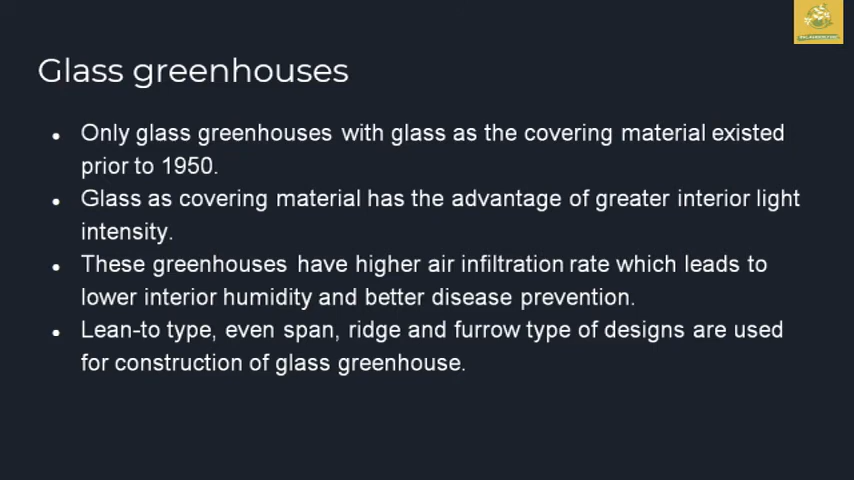 Glass greenhouses
● Only glass greenhouses with glass as the covering material existed
prior to 1950.
● Glass as covering material has the advantage of greater interior light
intensity.
● These greenhouses have higher air infiltration rate which leads to
lower interior humidity and better disease prevention.
● Lean-to type, even span, ridge and furrow type of designs are used
for construction of glass greenhouse.